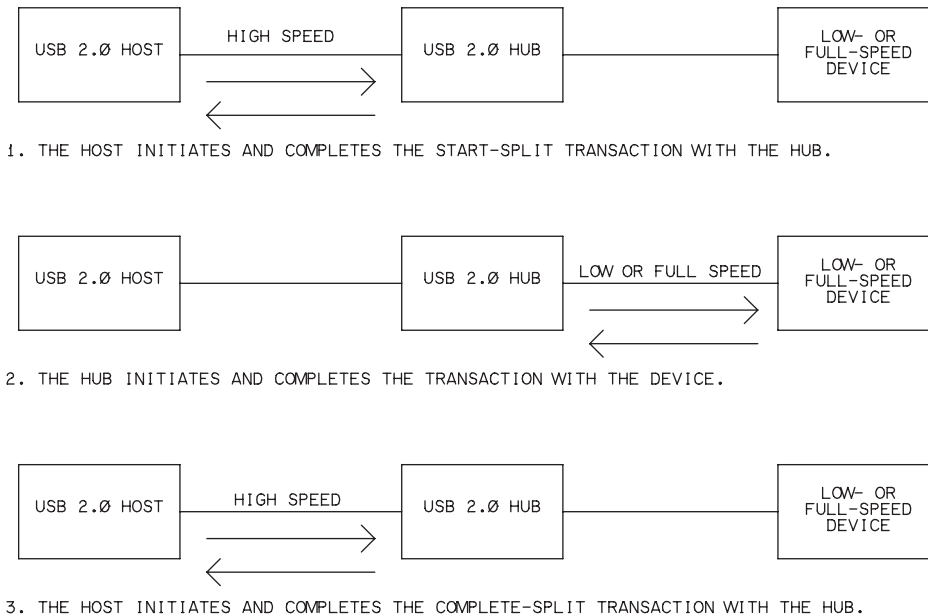 HIGH SPEED
USB 2.0 HOST
USB 2.0 HUB
LOW- OR
FULL-SPEED
DEVICE
1. THE HOST INITIATES AND COMPLETES THE START-SPLIT TRANSACTION WITH THE HUB.
USB 2.0 HOST
USB 2.0 HUB
LOW OR FULL SPEED
LOW- OR
FULL-SPEED
DEVICE
2. THE HUB INITIATES AND COMPLETES THE TRANSACTION WITH THE DEVICE.
USB 2.0 HOST
HIGH SPEED
USB 2.0 HUB
LOW- OR
FULL-SPEED
DEVICE
3. THE HOST INITIATES AND COMPLETES THE COMPLETE-SPLIT TRANSACTION WITH THE HUB.